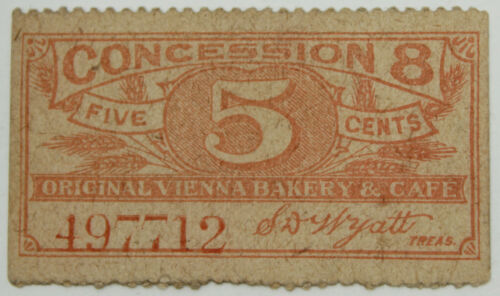 CONCESSION 8
FIVE 5 CENTS
ORIGINAL VIENNA BAKERY & CAFE
497712 S D Wyatt
TREAS.